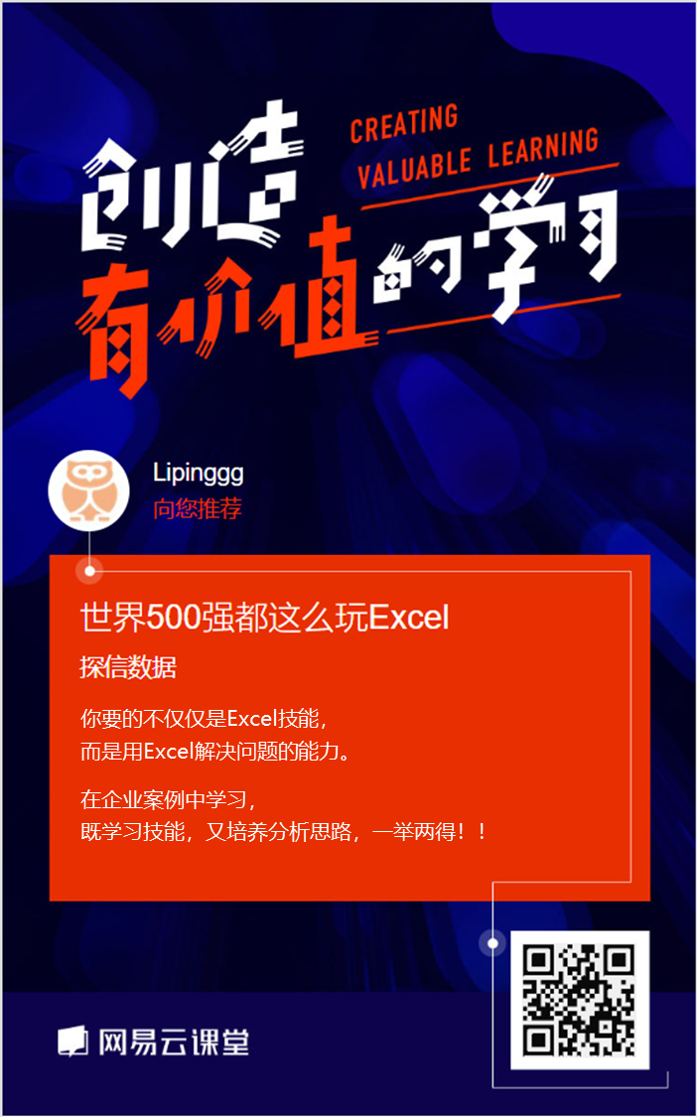 创造
CREATING
VALUABLE LEARNING
有价值的学习
Lipinggg
向您推荐
世界500强都这么玩Excel
探信数据
你要的不仅仅是Excel技能，
而是用Excel解决问题的能力。
在企业案例中学习，
既学习技能，又培养分析思路，一举两得！！
网易云课堂